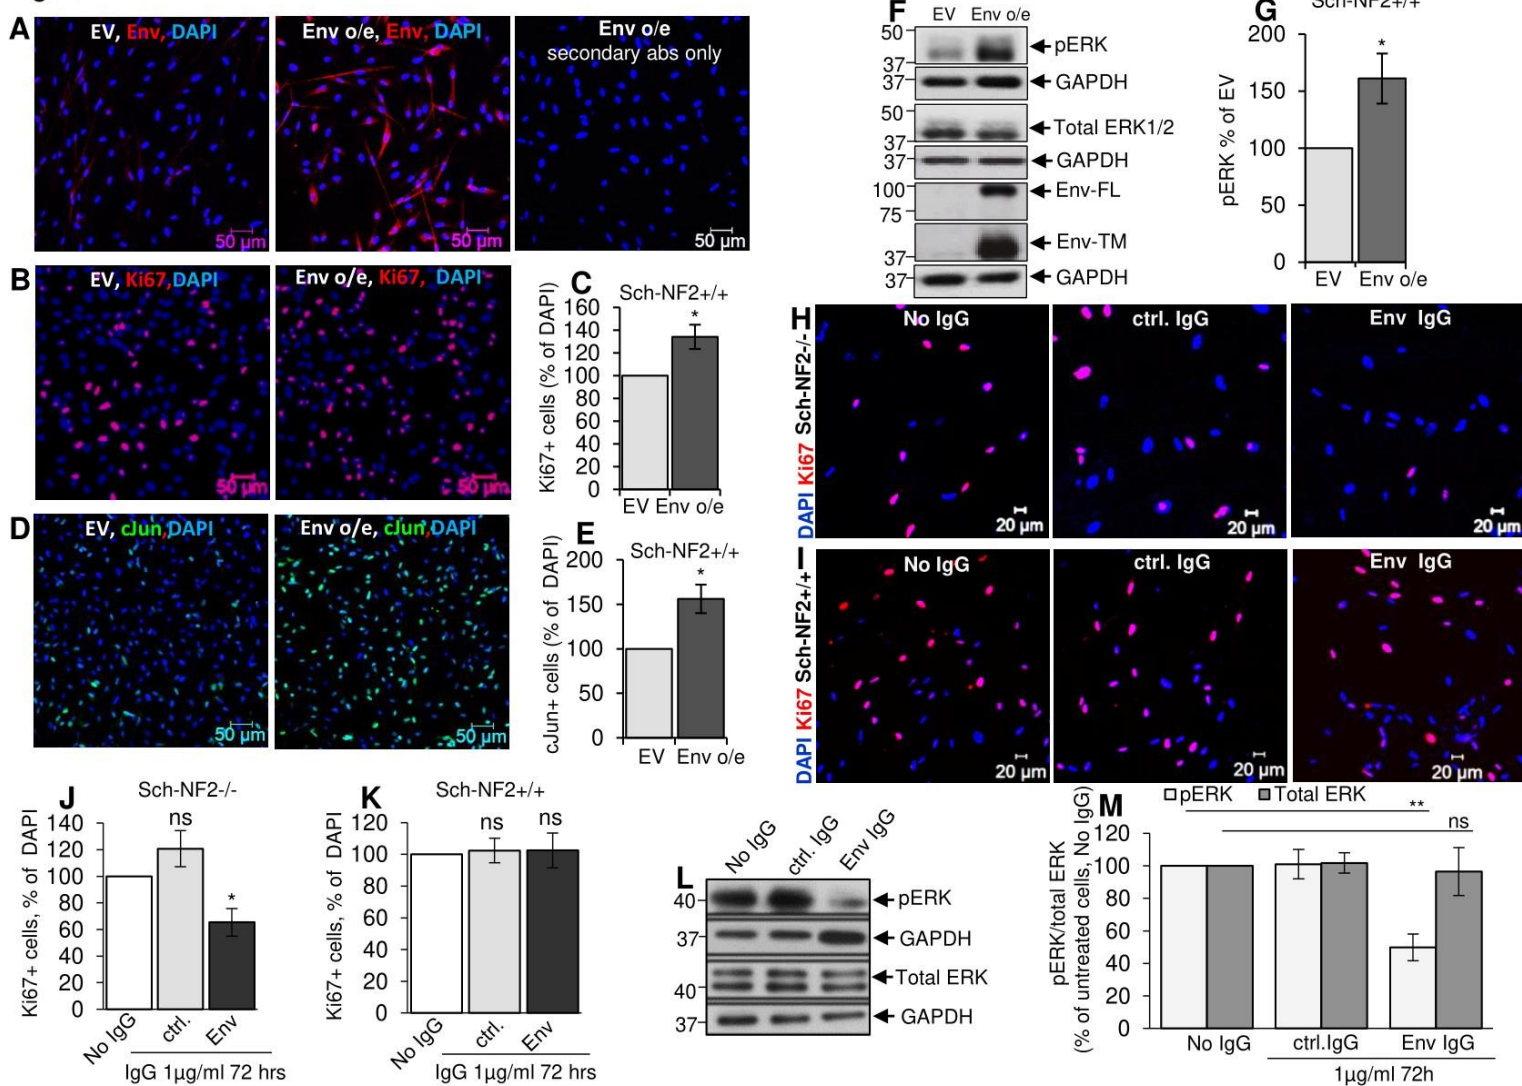 A
EV, Env, DAPI
50 µm
Env o/e, Env, DAPI
50 µm
Env o/e
secondary abs only
50 µm
B
EV, Ki67,DAPI
50 µm
Env o/e, Ki67, DAPI
50 µm
C
Sch-NF2+/+
Ki67+ cells (% of DAPI)
160
140
120
100
80
60
40
20
0
*
EV Env o/e
D
EV, cJun,DAPI
50 µm
Env o/e, cJun,DAPI
50 µm
E
Sch-NF2+/+
cJun+ cells (% of DAPI)
200
150
100
50
0
*
EV Env o/e
F
EV Env o/e
50
37
pERK
37
GAPDH
50
37
Total ERK1/2
37
GAPDH
100
75
Env-FL
37
Env-TM
37
GAPDH
G
Sch-NF2+/+
pERK % of EV
200
150
100
50
0
*
EV Env o/e
H
DAPI Ki67 Sch-NF2-/-
No IgG
20 µm
ctrl. IgG
20 µm
Env IgG
20 µm
I
DAPI Ki67 Sch-NF2+/+
No IgG
20 µm
ctrl. IgG
20 µm
Env IgG
20 µm
J
Sch-NF2-/-
Ki67+ cells, % of DAPI
140
120
100
80
60
40
20
0
ns
*
No IgG
ctrl.
Env
IgG 1µg/ml 72 hrs
K
Sch-NF2+/+
Ki67+ cells, % of DAPI
120
100
80
60
40
20
0
ns
ns
No IgG
ctrl.
Env
IgG 1µg/ml 72 hrs
L
No IgG
ctrl. IgG
Env IgG
40
pERK
37
GAPDH
Total ERK
40
37
GAPDH
M
pERK Total ERK
**
ns
pERK/total ERK
(% of untreated cells, No IgG)
120
100
80
60
40
20
0
No IgG
ctrl.IgG
Env IgG
1µg/ml 72h